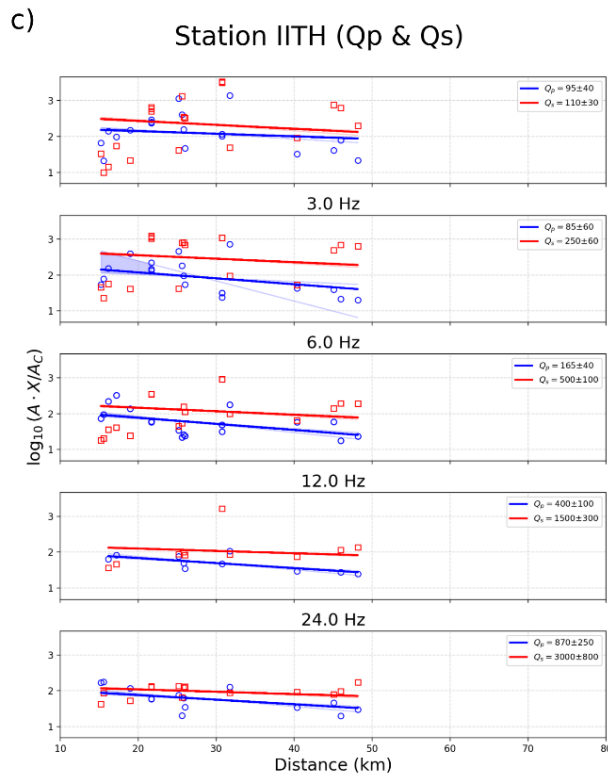 c)
Station IITH (Qp & Qs)
3
2
1
Qp = 95±40
Qs = 110±30
3.0 Hz
3
2
1
Qp = 85±60
Qs = 250±60
6.0 Hz
3
2
1
Qp = 165±40
Qs = 500±100
log10 (A · X/AC)
12.0 Hz
3
2
1
Qp = 400±100
Qs = 1500±300
24.0 Hz
3
2
1
Qp = 870±250
Qs = 3000±800
10 20 30 40 50 60 70 80
Distance (km)